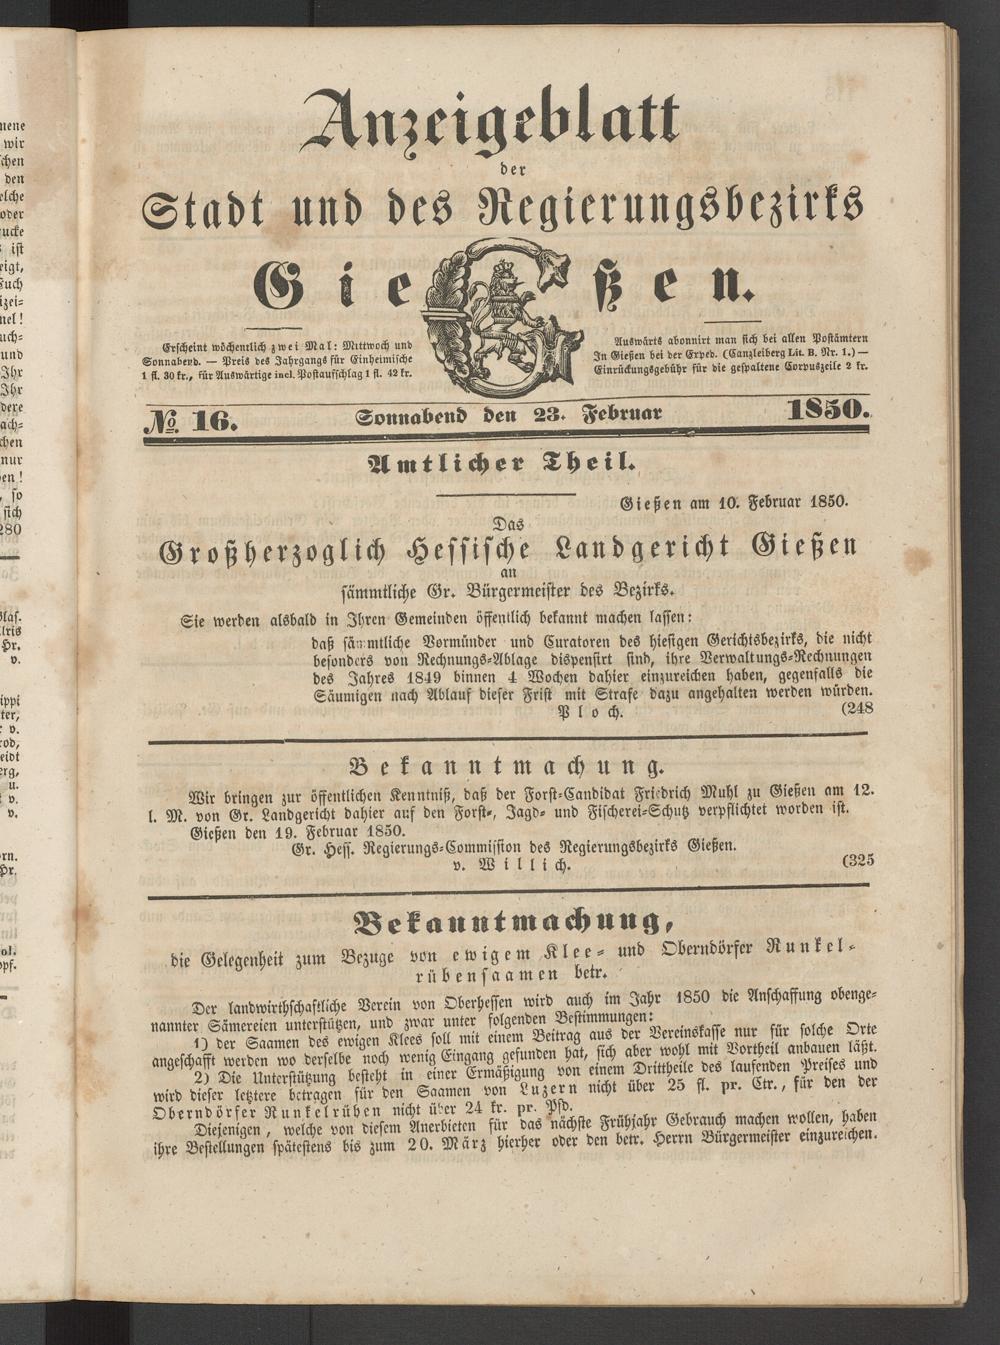 Anzeigeblatt
der
Stadt und des Regierungsbezirks
Gießen.
Erscheint wöchentlich zwei Mal: Mittwoch und
Sonnabend. — Preis des Jahrgangs für Einheimische
1 fl. 30 kr., für Auswärtige incl. Postaufschlag 1 fl. 42 kr.
Auswärts abonnirt man sich bei allen Postämtern
In Gießen bei der Exped. (Canzleiberg Lit. B. Nr. 1.) —
Einrückungsgebühr für die gespaltene Corpuszeile 2 kr.
No. 16. Sonnabend den 23. Februar 1850.
Amtlicher Theil.
Gießen am 10. Februar 1850.
Das
Großherzoglich Hessische Landgericht Gießen
an
sämmtliche Gr. Bürgermeister des Bezirks.
Sie werden alsbald in Ihren Gemeinden öffentlich bekannt machen lassen:
daß sämmtliche Vormünder und Curatoren des hiesigen Gerichtsbezirks, die nicht
besonders von Rechnungs-Ablage dispensirt sind, ihre Verwaltungs-Rechnungen
des Jahres 1849 binnen 4 Wochen dahier einzureichen haben, gegenfalls die
Säumigen nach Ablauf dieser Frist mit Strafe dazu angehalten werden würden.
Ploch. (248
Bekanntmachung.
Wir bringen zur öffentlichen Kenntniß, daß der Forst-Candidat Friedrich Muhl zu Gießen am 12.
l. M. von Gr. Landgericht dahier auf den Forst-, Jagd- und Fischerei-Schutz verpflichtet worden ist.
Gießen den 19. Februar 1850.
Gr. Hess. Regierungs-Commission des Regierungsbezirks Gießen.
v. Willich. (325
Bekanntmachung,
die Gelegenheit zum Bezuge von ewigem Klee- und Oberndörfer Runkel-
rübensaamen betr.
Der landwirthschaftliche Verein von Oberhessen wird auch im Jahr 1850 die Anschaffung obenge-
nannter Sämereien unterstützen, und zwar unter folgenden Bestimmungen:
1) der Saamen des ewigen Klees soll mit einem Beitrag aus der Vereinskasse nur für solche Orte
angeschafft werden wo derselbe noch wenig Eingang gefunden hat, sich aber wohl mit Vortheil anbauen läßt.
2) Die Unterstützung besteht in einer Ermäßigung von einem Drittheile des laufenden Preises und
wird dieser letztere betragen für den Saamen von Luzern nicht über 25 fl. pr. Ctr., für den der
Oberndörfer Runkelrüben nicht über 24 kr. pr. Pfd.
Diejenigen, welche von diesem Anerbieten für das nächste Frühjahr Gebrauch machen wollen, haben
ihre Bestellungen spätestens bis zum 20. März hierher oder den betr. Herrn Bürgermeister einzureichen.